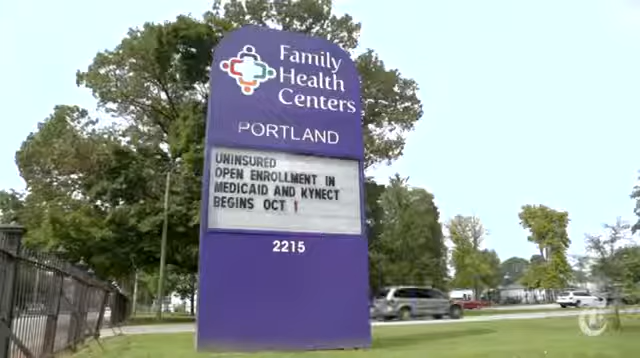 Family
Health
Centers
PORTLAND
UNINSURED
OPEN ENROLLMENT IN
MEDICAID AND KYNECT
BEGINS OCT 1
2215